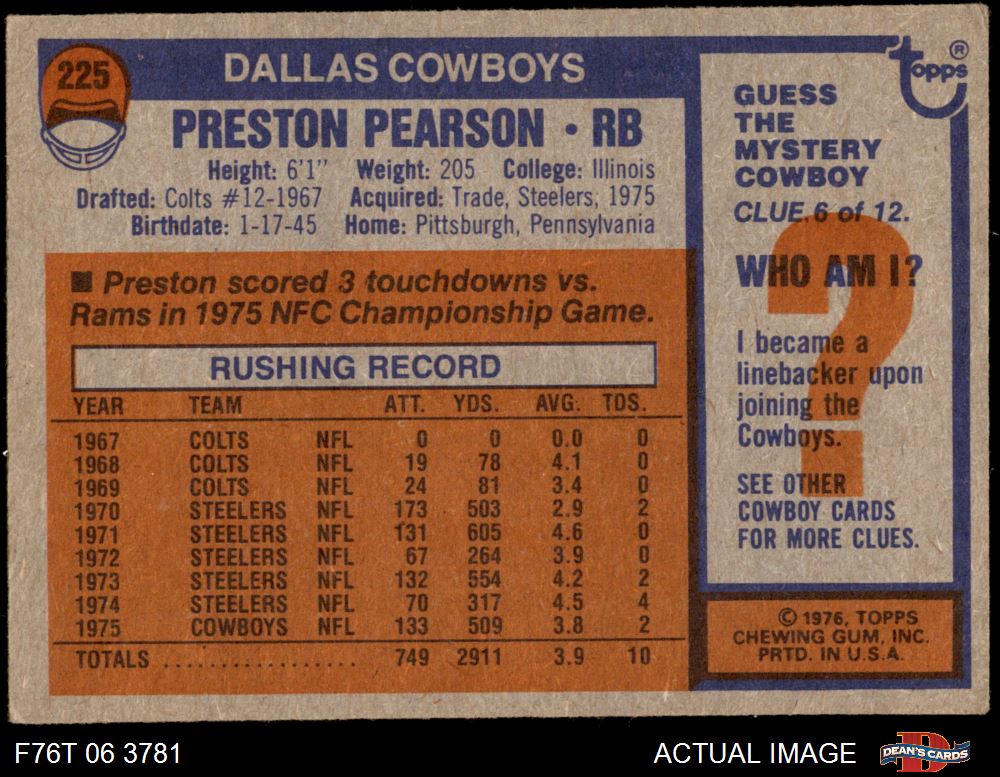 225
DALLAS COWBOYS
PRESTON PEARSON • RB
Height: 6'1" Weight: 205 College: Illinois
Drafted: Colts #12-1967 Acquired: Trade, Steelers, 1975
Birthdate: 1-17-45 Home: Pittsburgh, Pennsylvania
■ Preston scored 3 touchdowns vs.
Rams in 1975 NFC Championship Game.
RUSHING RECORD
YEAR TEAM ATT. YDS. AVG. TDS.
1967 COLTS NFL 0 0 0.0 0
1968 COLTS NFL 19 78 4.1 0
1969 COLTS NFL 24 81 3.4 0
1970 STEELERS NFL 173 503 2.9 2
1971 STEELERS NFL 131 605 4.6 0
1972 STEELERS NFL 67 264 3.9 0
1973 STEELERS NFL 132 554 4.2 2
1974 STEELERS NFL 70 317 4.5 4
1975 COWBOYS NFL 133 509 3.8 2
TOTALS .................. 749 2911 3.9 10
topps ®
GUESS
THE
MYSTERY
COWBOY
CLUE 6 of 12.
WHO AM I?
I became a
linebacker upon
joining the
Cowboys.
SEE OTHER
COWBOY CARDS
FOR MORE CLUES.
© 1976, TOPPS
CHEWING GUM, INC.
PRTD. IN U.S.A.
F76T 06 3781
ACTUAL IMAGE
DEAN'S CARDS